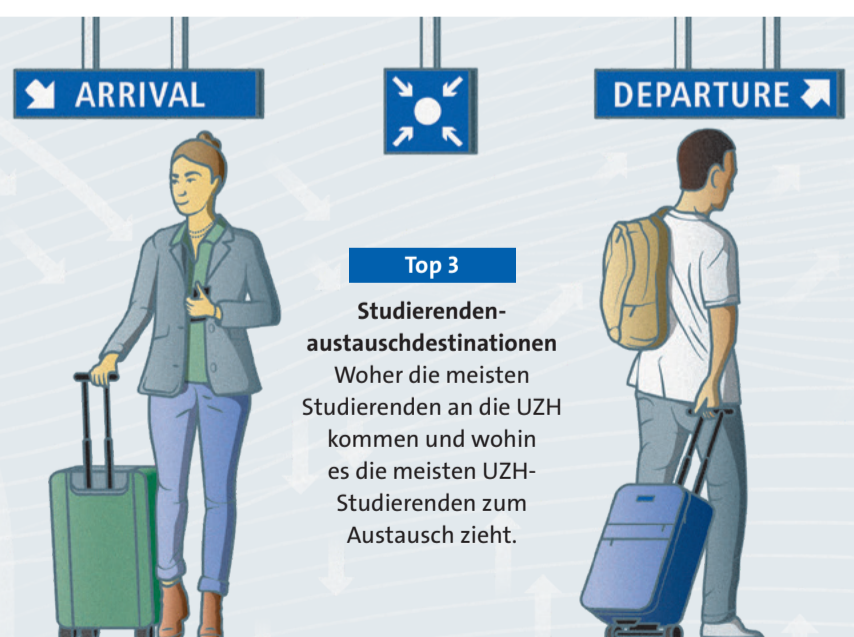 ARRIVAL
DEPARTURE
Top 3
Studierenden-
austauschdestinationen
Woher die meisten
Studierenden an die UZH
kommen und wohin
es die meisten UZH-
Studierenden zum
Austausch zieht.